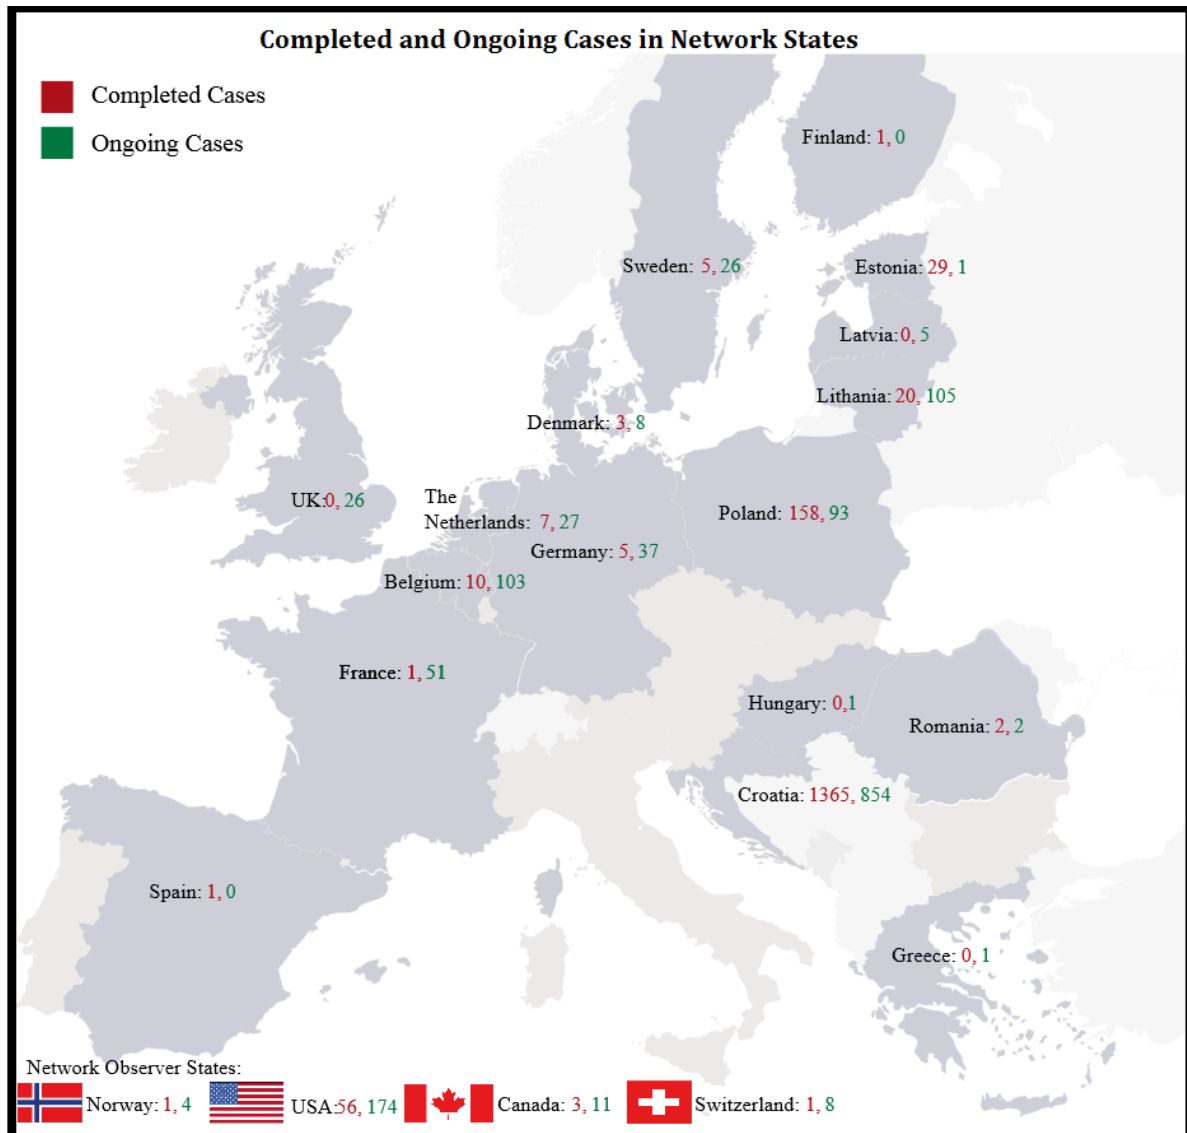 Completed and Ongoing Cases in Network States
Completed Cases
Ongoing Cases
Finland: 1, 0
Sweden: 5, 26
Estonia: 29, 1
Latvia:0, 5
Lithania: 20, 105
Denmark: 3, 8
UK:0, 26
The
Netherlands: 7, 27
Poland: 158, 93
Germany: 5, 37
Belgium: 10, 103
France: 1, 51
Hungary: 0,1
Romania: 2, 2
Croatia: 1365, 854
Spain: 1, 0
Greece: 0, 1
Network Observer States:
Norway: 1, 4
USA:56, 174
Canada: 3, 11
Switzerland: 1, 8